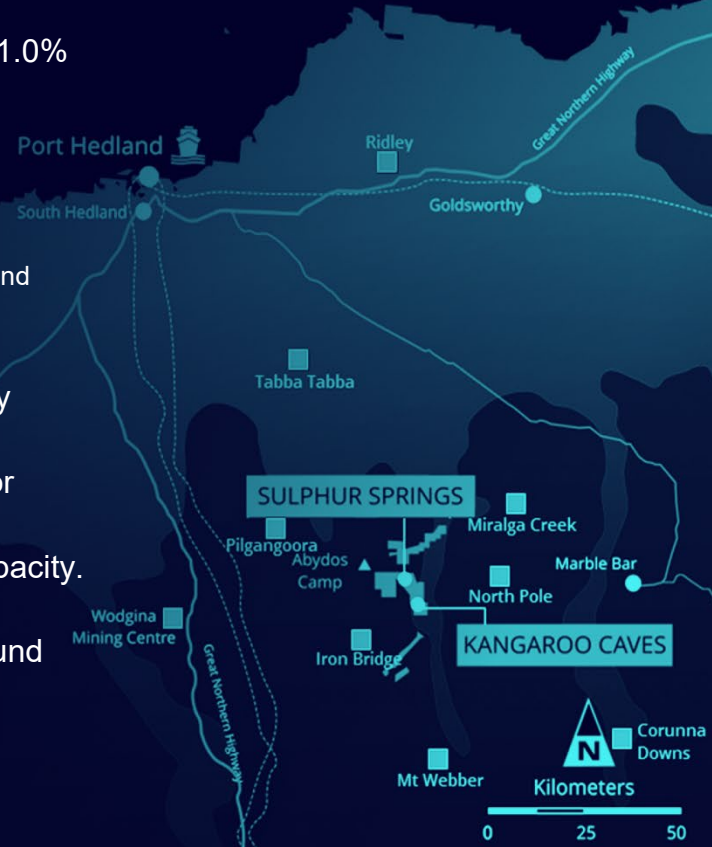 1.0%
Great Northern Highway
Port Hedland
Ridley
South Hedland
Goldsworthy
nd
Tabba Tabba
y
or
SULPHUR SPRINGS
Miralga Creek
Pilgangoora
Abydos
Camp
pacity.
Marble Bar
North Pole
Wodgina
Mining Centre
und
Iron Bridge
KANGAROO CAVES
Great Northern Highway
Corunna
Downs
N
Mt Webber
Kilometers
0 25 50